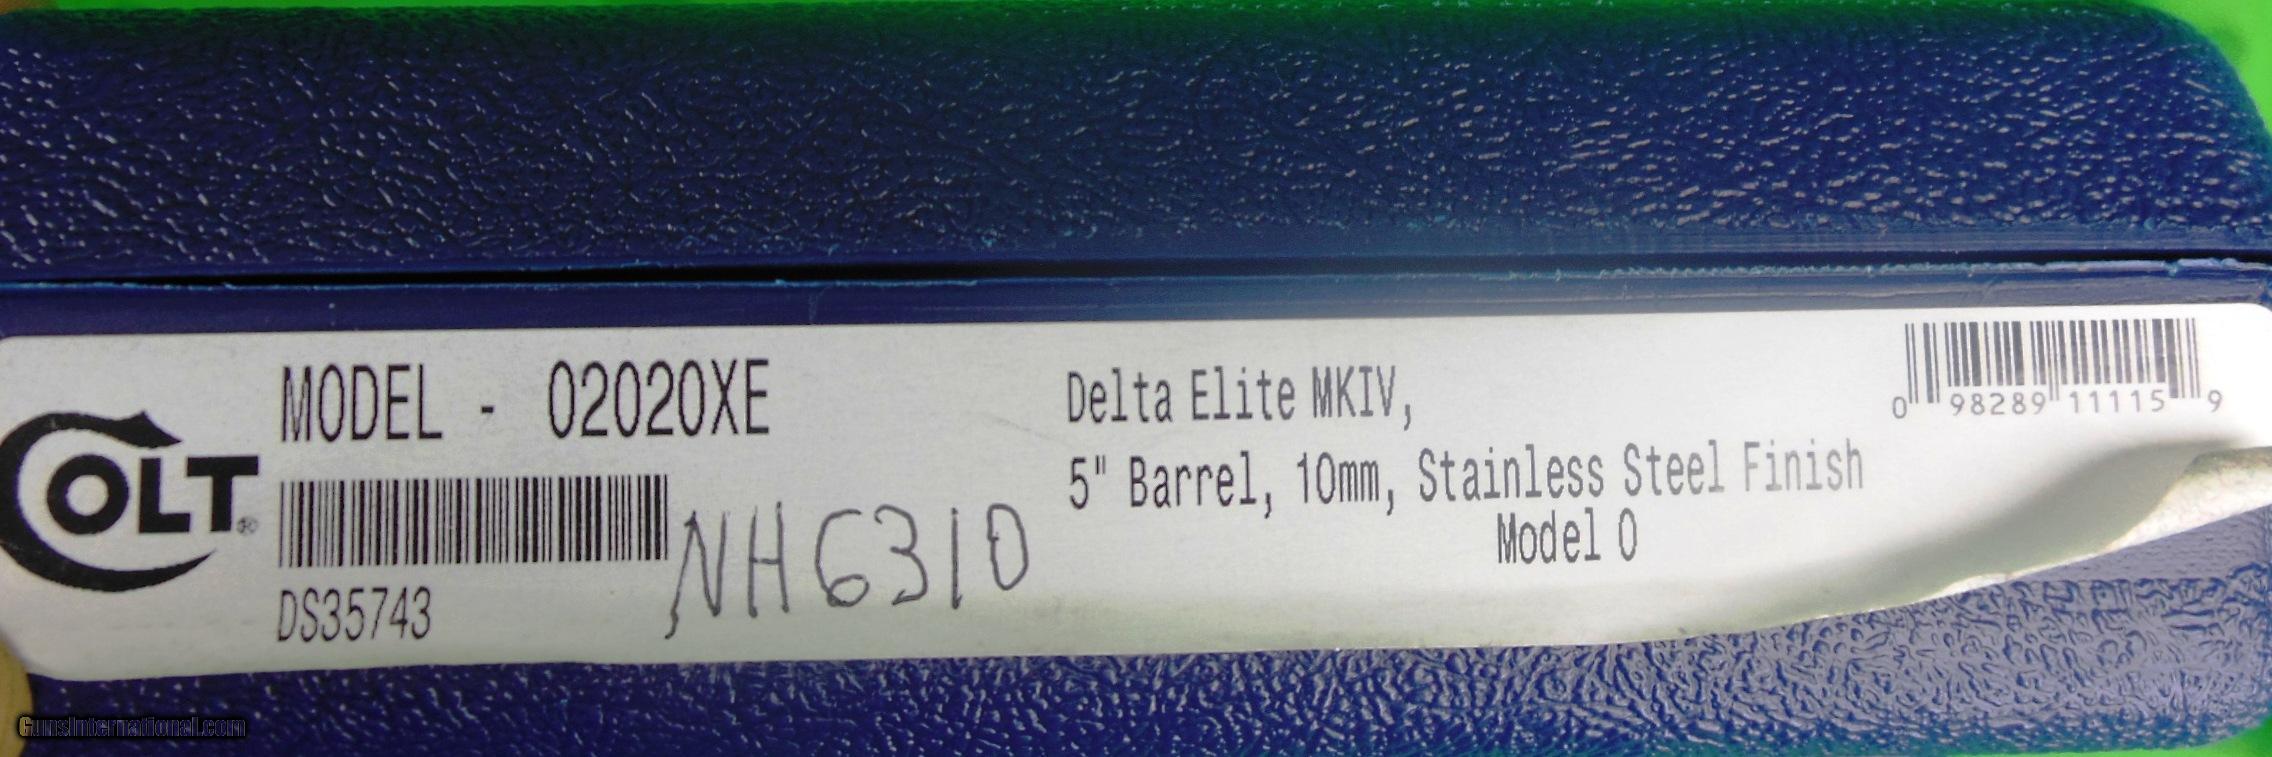 COLT®
MODEL - 02020XE
DS35743
NH6310
Delta Elite MKIV,
5" Barrel, 10mm, Stainless Steel Finish
Model O
0 98289 11115 9
GunsInternational.com